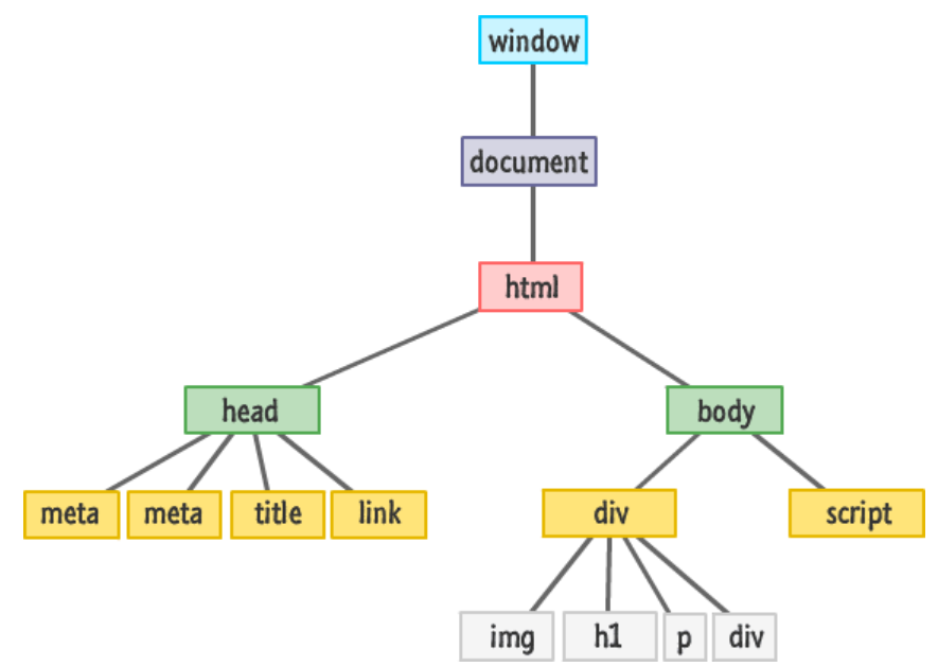 window
document
html
head
body
meta
meta
title
link
div
script
img
h1
p
div